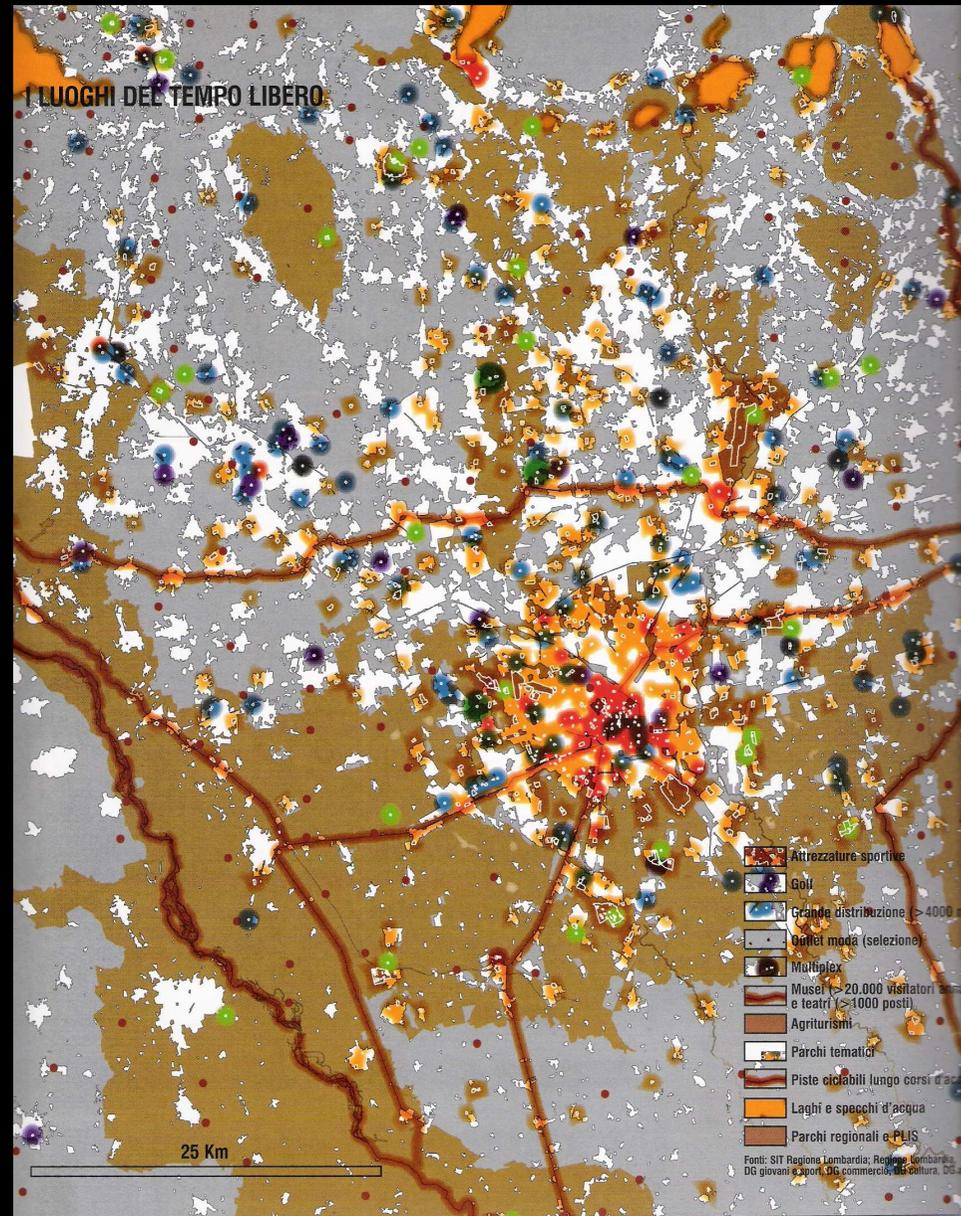 I LUOGHI DEL TEMPO LIBERO
Attrezzature sportive
Golf
Grande distribuzione (>4000
Outlet moda (selezione)
Multiplex
Musei (>20.000 visitatori
e teatri (>1000 posti)
Agriturismi
Parchi tematici
Piste ciclabili lungo corsi
Laghi e specchi d'acqua
Parchi regionali e PLIS
25 Km
Fonti: SIT Regione Lombardia; Regione Lombardia,
DG giovani e sport, DG commercio, DG cultura, DG